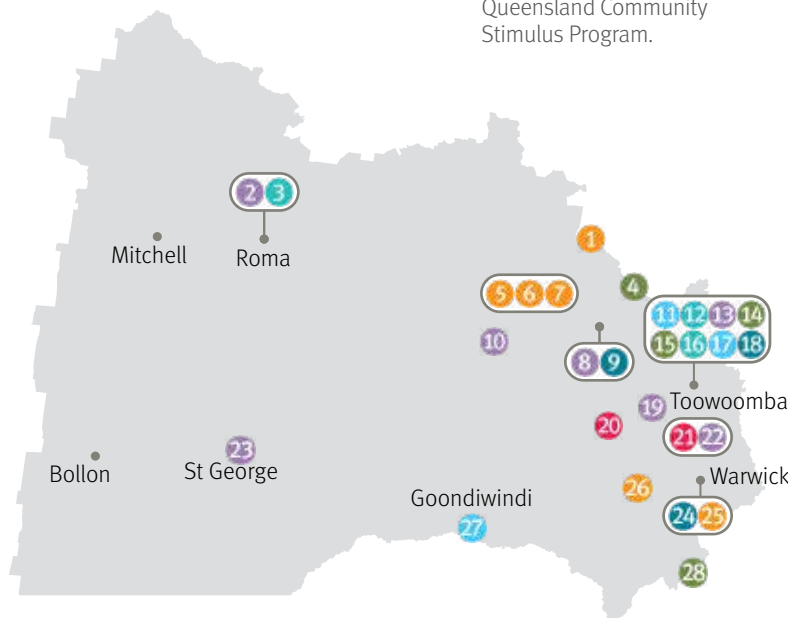 Queensland Community
Stimulus Program.
2 3
Mitchell
Roma
1
4
5 6 7
11 12 13 14
15 16 17 18
10
8 9
Toowoomba
19
20
21 22
23
Bollon
St George
Warwick
26
Goondiwindi
24 25
27
28